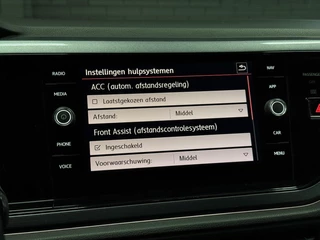 Instellingen hulpsystemen
ACC (autom. afstandsregeling)
Laatstgekozen afstand
Afstand: Middel
Front Assist (afstandscontrolesysteem)
Ingeschakeld
Voorwaarschuwing: Middel
RADIO
MEDIA
PHONE
VOICE
NAV
APP
CAR
MENU